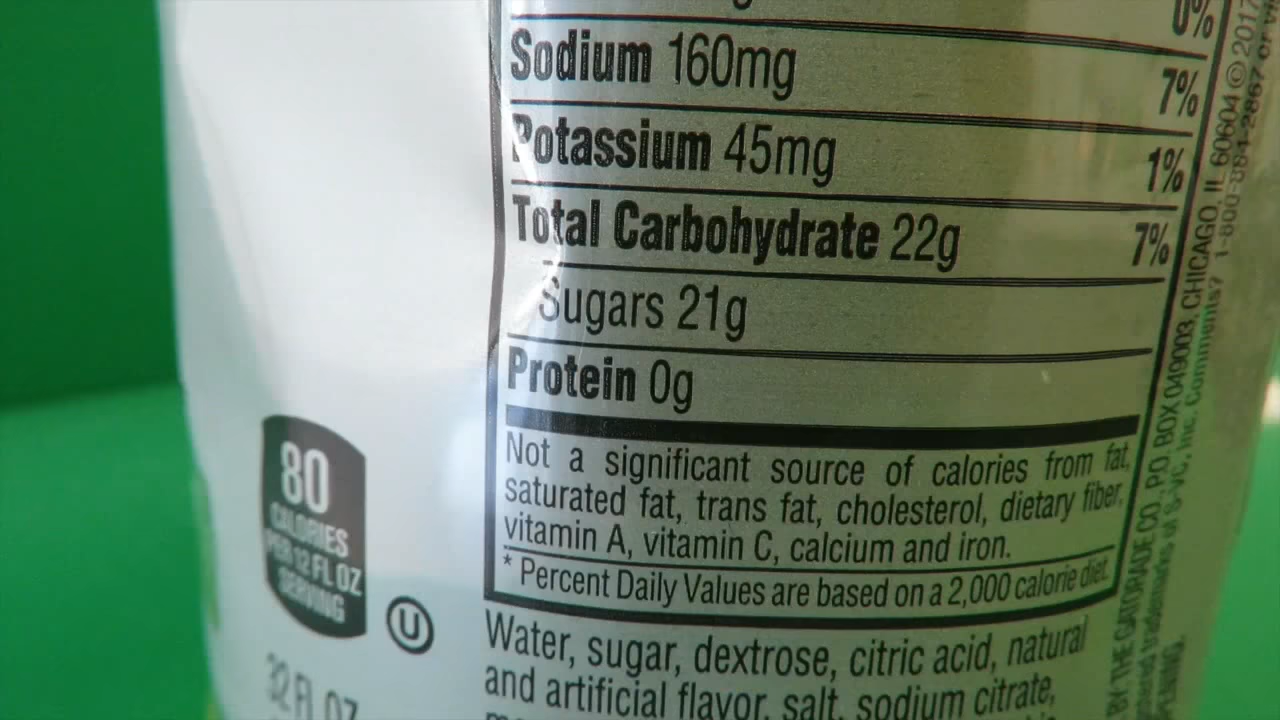 0%
Sodium 160mg 7%
Potassium 45mg 1%
Total Carbohydrate 22g 7%
Sugars 21g
Protein 0g
Not a significant source of calories from fat,
saturated fat, trans fat, cholesterol, dietary fiber,
vitamin A, vitamin C, calcium and iron.
* Percent Daily Values are based on a 2,000 calorie diet.
Water, sugar, dextrose, citric acid, natural
and artificial flavor, salt, sodium citrate,
80
CALORIES
PER 12 FL OZ
SERVING
U
32 FL OZ
BY THE GATORADE CO., P.O. BOX 049003, CHICAGO, IL 60604 © 2017
trademarks of S-VC, Inc. Comments? 1-800-884-2867 or